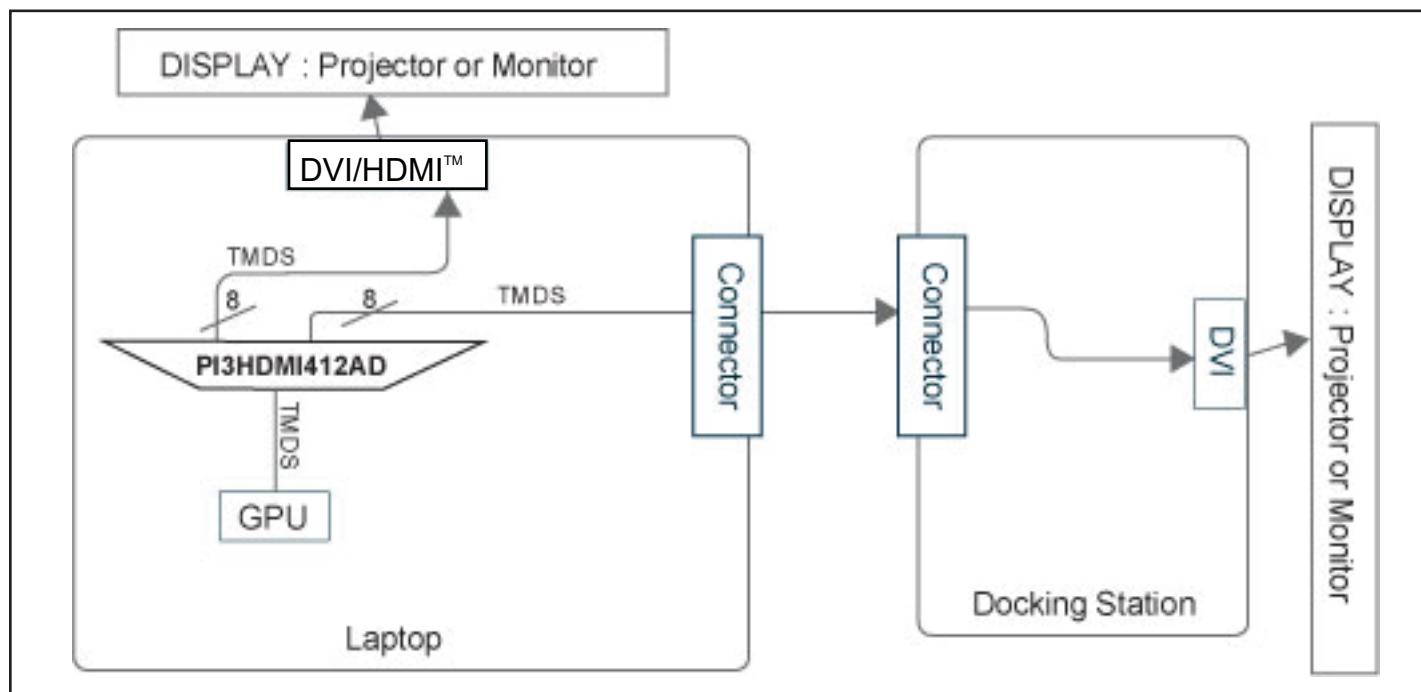 DISPLAY : Projector or Monitor
DVI/HDMI™
TMDS
8
8
TMDS
PI3HDMI412AD
TMDS
GPU
Laptop
Connector
Connector
DVI
Docking Station
DISPLAY : Projector or Monitor